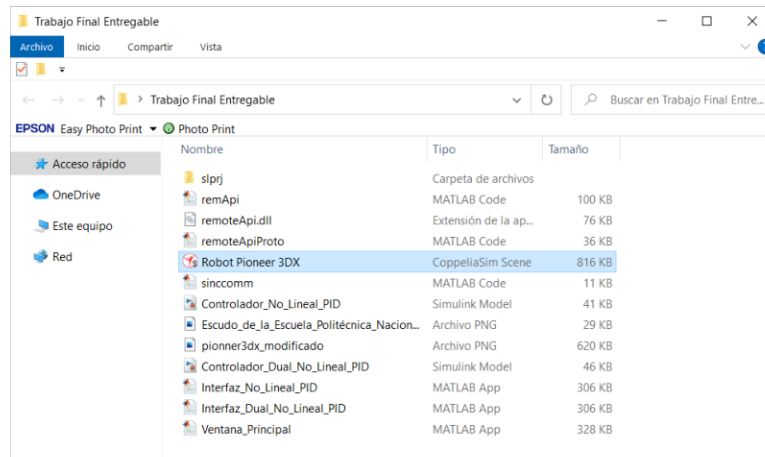 Trabajo Final Entregable
Archivo Inicio Compartir Vista
Trabajo Final Entregable
Buscar en Trabajo Final Entre...
EPSON Easy Photo Print Photo Print
Nombre Tipo Tamaño
Acceso rápido
OneDrive
Este equipo
Red
slprj Carpeta de archivos
remApi MATLAB Code 100 KB
remoteApi.dll Extensión de la ap... 76 KB
remoteApiProto MATLAB Code 36 KB
Robot Pioneer 3DX CoppeliaSim Scene 816 KB
sinccomm MATLAB Code 11 KB
Controlador_No_Lineal_PID Simulink Model 41 KB
Escudo_de_la_Escuela_Politécnica_Nacion... Archivo PNG 29 KB
pionner3dx_modificado Archivo PNG 620 KB
Controlador_Dual_No_Lineal_PID Simulink Model 46 KB
Interfaz_No_Lineal_PID MATLAB App 306 KB
Interfaz_Dual_No_Lineal_PID MATLAB App 306 KB
Ventana_Principal MATLAB App 328 KB